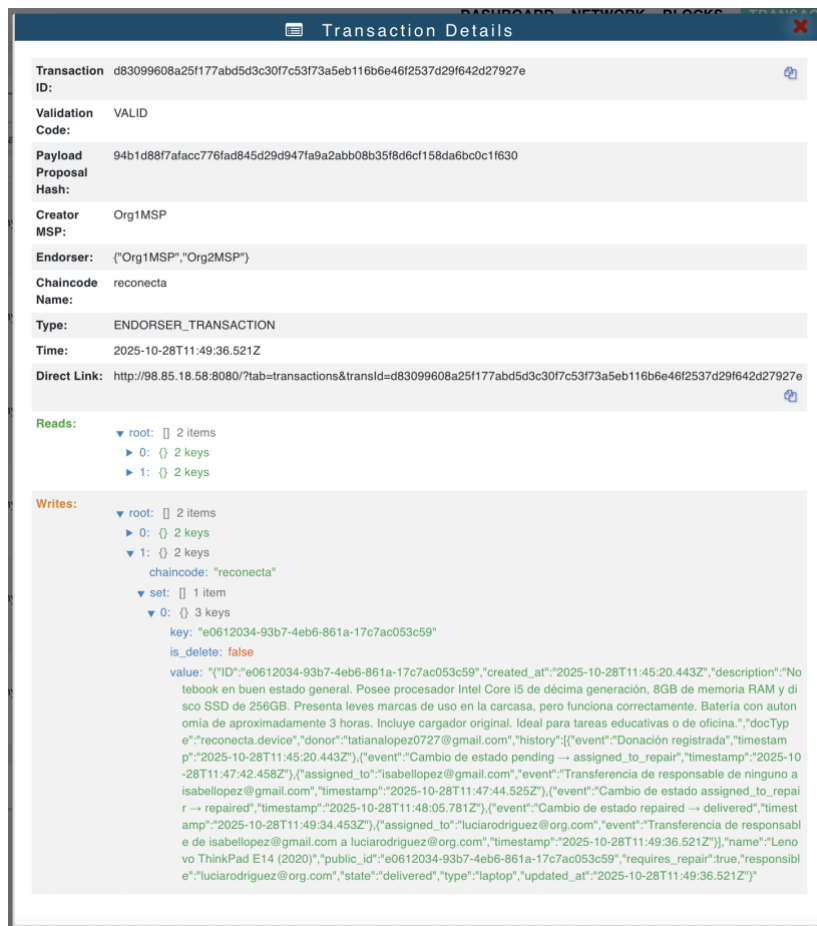 Transaction Details
Transaction ID:
d83099608a25f177abd5d3c30f7c53f73a5eb116b6e46f2537d29f642d27927e
Validation Code:
VALID
Payload Proposal Hash:
94b1d88f7afacc776fad845d29d947fa9a2abb08b35f8d6cf158da6bc0c1f630
Creator MSP:
Org1MSP
Endorser:
{"Org1MSP","Org2MSP"}
Chaincode Name:
reconecta
Type:
ENDORSER_TRANSACTION
Time:
2025-10-28T11:49:36.521Z
Direct Link:
http://98.85.18.58:8080/?tab=transactions&transId=d83099608a25f177abd5d3c30f7c53f73a5eb116b6e46f2537d29f642d27927e
Reads:
root: [] 2 items
0: {} 2 keys
1: {} 2 keys
Writes:
root: [] 2 items
0: {} 2 keys
1: {} 2 keys
chaincode: "reconecta"
set: [] 1 item
0: {} 3 keys
key: "e0612034-93b7-4eb6-861a-17c7ac053c59"
is_delete: false
value: "{"ID":"e0612034-93b7-4eb6-861a-17c7ac053c59","created_at":"2025-10-28T11:45:20.443Z","description":"No
tebook en buen estado general. Posee procesador Intel Core i5 de décima generación, 8GB de memoria RAM y di
sco SSD de 256GB. Presenta leves marcas de uso en la carcasa, pero funciona correctamente. Batería con auton
omía de aproximadamente 3 horas. Incluye cargador original. Ideal para tareas educativas o de oficina.","docTyp
e":"reconecta.device","donor":"tatianalopez0727@gmail.com","history":[{"event":"Donación registrada","timestam
p":"2025-10-28T11:45:20.443Z"},{"event":"Cambio de estado pending → assigned_to_repair","timestamp":"2025-10
-28T11:47:42.458Z"},{"assigned_to":"isabellopez@gmail.com","event":"Transferencia de responsable de ninguno a
isabellopez@gmail.com","timestamp":"2025-10-28T11:47:44.525Z"},{"event":"Cambio de estado assigned_to_repai
r → repaired","timestamp":"2025-10-28T11:48:05.781Z"},{"event":"Cambio de estado repaired → delivered","timest
amp":"2025-10-28T11:49:34.453Z"},{"assigned_to":"luciarodriguez@org.com","event":"Transferencia de responsabl
e de isabellopez@gmail.com a luciarodriguez@org.com","timestamp":"2025-10-28T11:49:36.521Z"}],"name":"Leno
vo ThinkPad E14 (2020)","public_id":"e0612034-93b7-4eb6-861a-17c7ac053c59","requires_repair":true,"responsibl
e":"luciarodriguez@org.com","state":"delivered","type":"laptop","updated_at":"2025-10-28T11:49:36.521Z"}"